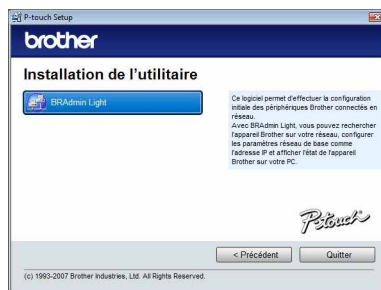 P-touch Setup
brother
Installation de l'utilitaire
BRAdmin Light
Ce logiciel permet d'effectuer la configuration
initiale des périphériques Brother connectés en
réseau.
Avec BRAdmin Light, vous pouvez rechercher
l'appareil Brother sur votre réseau, configurer
les paramètres réseau de base comme
l'adresse IP et afficher l'état de l'appareil
Brother sur votre PC.
P-touch
< Précédent
Quitter
(c) 1993-2007 Brother Industries, Ltd. All Rights Reserved.